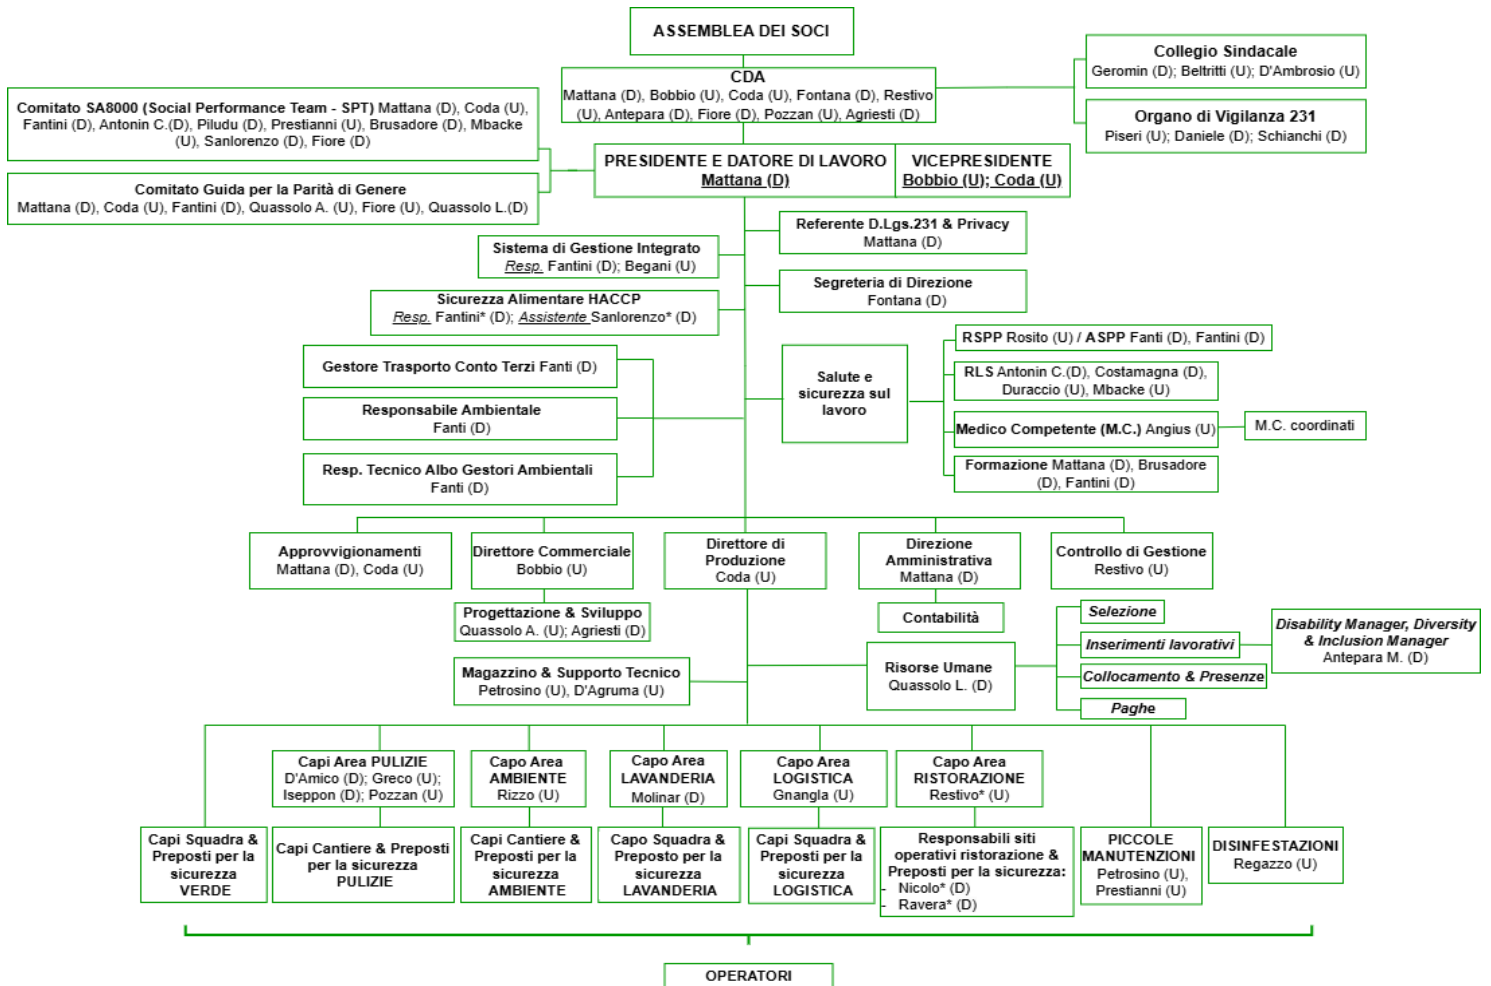 ASSEMBLEA DEI SOCI
Collegio Sindacale
Geromin (D); Beltritti (U); D'Ambrosio (U)
CDA
Mattana (D), Bobbio (U), Coda (U), Fontana (D), Restivo
(U), Antepara (D), Fiore (D), Pozzan (U), Agriesti (D)
Comitato SA8000 (Social Performance Team - SPT) Mattana (D), Coda (U),
Fantini (D), Antonin C.(D), Piludu (D), Prestianni (U), Brusadore (D), Mbacke
(U), Sanlorenzo (D), Fiore (D)
Organo di Vigilanza 231
Piseri (U); Daniele (D); Schianchi (D)
PRESIDENTE E DATORE DI LAVORO
Mattana (D)
VICEPRESIDENTE
Bobbio (U); Coda (U)
Comitato Guida per la Parità di Genere
Mattana (D), Coda (U), Fantini (D), Quassolo A. (U), Fiore (U), Quassolo L.(D)
Referente D.Lgs.231 & Privacy
Mattana (D)
Sistema di Gestione Integrato
Resp. Fantini (D); Begani (U)
Segreteria di Direzione
Fontana (D)
Sicurezza Alimentare HACCP
Resp. Fantini* (D); Assistente Sanlorenzo* (D)
Gestore Trasporto Conto Terzi Fanti (D)
Responsabile Ambientale
Fanti (D)
Resp. Tecnico Albo Gestori Ambientali
Fanti (D)
Salute e
sicurezza sul
lavoro
RSPP Rosito (U) / ASPP Fanti (D), Fantini (D)
RLS Antonin C.(D), Costamagna (D),
Duraccio (U), Mbacke (U)
Medico Competente (M.C.) Angius (U)
M.C. coordinati
Formazione Mattana (D), Brusadore
(D), Fantini (D)
Approvvigionamenti
Mattana (D), Coda (U)
Direttore Commerciale
Bobbio (U)
Direttore di
Produzione
Coda (U)
Direzione
Amministrativa
Mattana (D)
Controllo di Gestione
Restivo (U)
Progettazione & Sviluppo
Quassolo A. (U); Agriesti (D)
Contabilità
Magazzino & Supporto Tecnico
Petrosino (U), D'Agruma (U)
Risorse Umane
Quassolo L. (D)
Selezione
Inserimenti lavorativi
Collocamento & Presenze
Paghe
Disability Manager, Diversity
& Inclusion Manager
Antepara M. (D)
Capi Area PULIZIE
D'Amico (D); Greco (U);
Iseppon (D); Pozzan (U)
Capo Area
AMBIENTE
Rizzo (U)
Capo Area
LAVANDERIA
Molinar (D)
Capo Area
LOGISTICA
Gnangla (U)
Capo Area
RISTORAZIONE
Restivo* (U)
Capi Squadra &
Preposti per la
sicurezza
VERDE
Capi Cantiere & Preposti
per la sicurezza
PULIZIE
Capi Cantiere &
Preposti per la
sicurezza
AMBIENTE
Capo Squadra &
Preposto per la
sicurezza
LAVANDERIA
Capi Squadra &
Preposti per la
sicurezza
LOGISTICA
Responsabili siti
operativi ristorazione &
Preposti per la sicurezza:
- Nicolo* (D)
- Ravera* (D)
PICCOLE
MANUTENZIONI
Petrosino (U),
Prestianni (U)
DISINFESTAZIONI
Regazzo (U)
OPERATORI